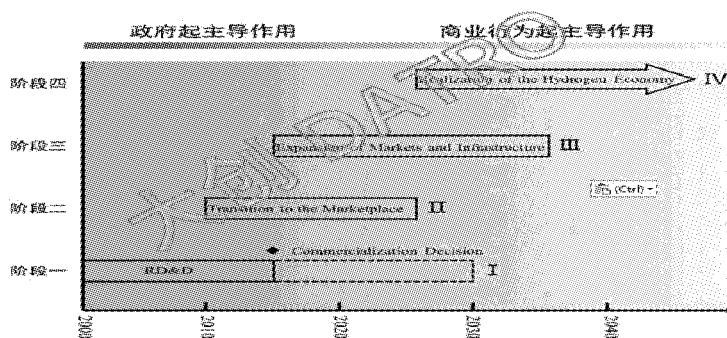 政府起主导作用 商业行为起主导作用
阶段四 Realization of the Hydrogen Economy IV
阶段三 Expansion of Markets and Infrastructure III
(Ctrl)
阶段二 Transition to the Marketplace II
Commercialization Decision
阶段一 RD&D I
2000 2010 2020 2030 2040
DATRO